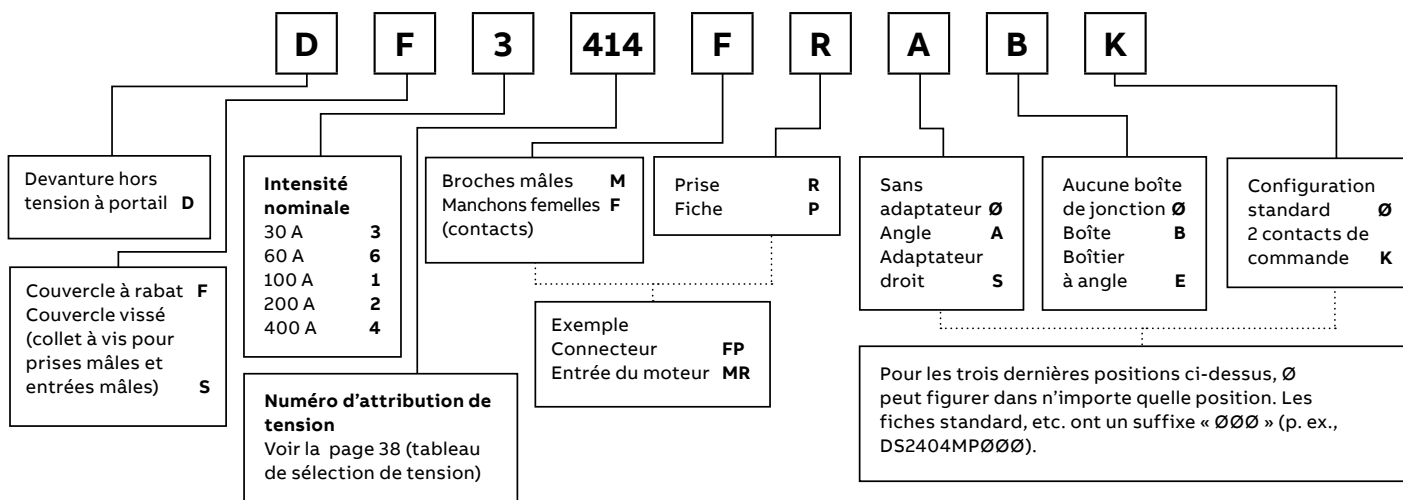 D F 3 414 F R A B K
Devanture hors
tension à portail D
Couvercle à rabat F
Couvercle vissé
(collet à vis pour
prises mâles et
entrées mâles) S
Intensité
nominale
30 A 3
60 A 6
100 A 1
200 A 2
400 A 4
Numéro d’attribution de
tension
Voir la page 38 (tableau
de sélection de tension)
Broches mâles M
Manchons femelles F
(contacts)
Prise R
Fiche P
Exemple
Connecteur FP
Entrée du moteur MR
Sans
adaptateur Ø
Angle A
Adaptateur
droit S
Aucune boîte
de jonction Ø
Boîte B
Boîtier
à angle E
Configuration
standard Ø
2 contacts de
commande K
Pour les trois dernières positions ci-dessus, Ø
peut figurer dans n’importe quelle position. Les
fiches standard, etc. ont un suffixe « ØØØ » (p. ex.,
DS2404MPØØØ).